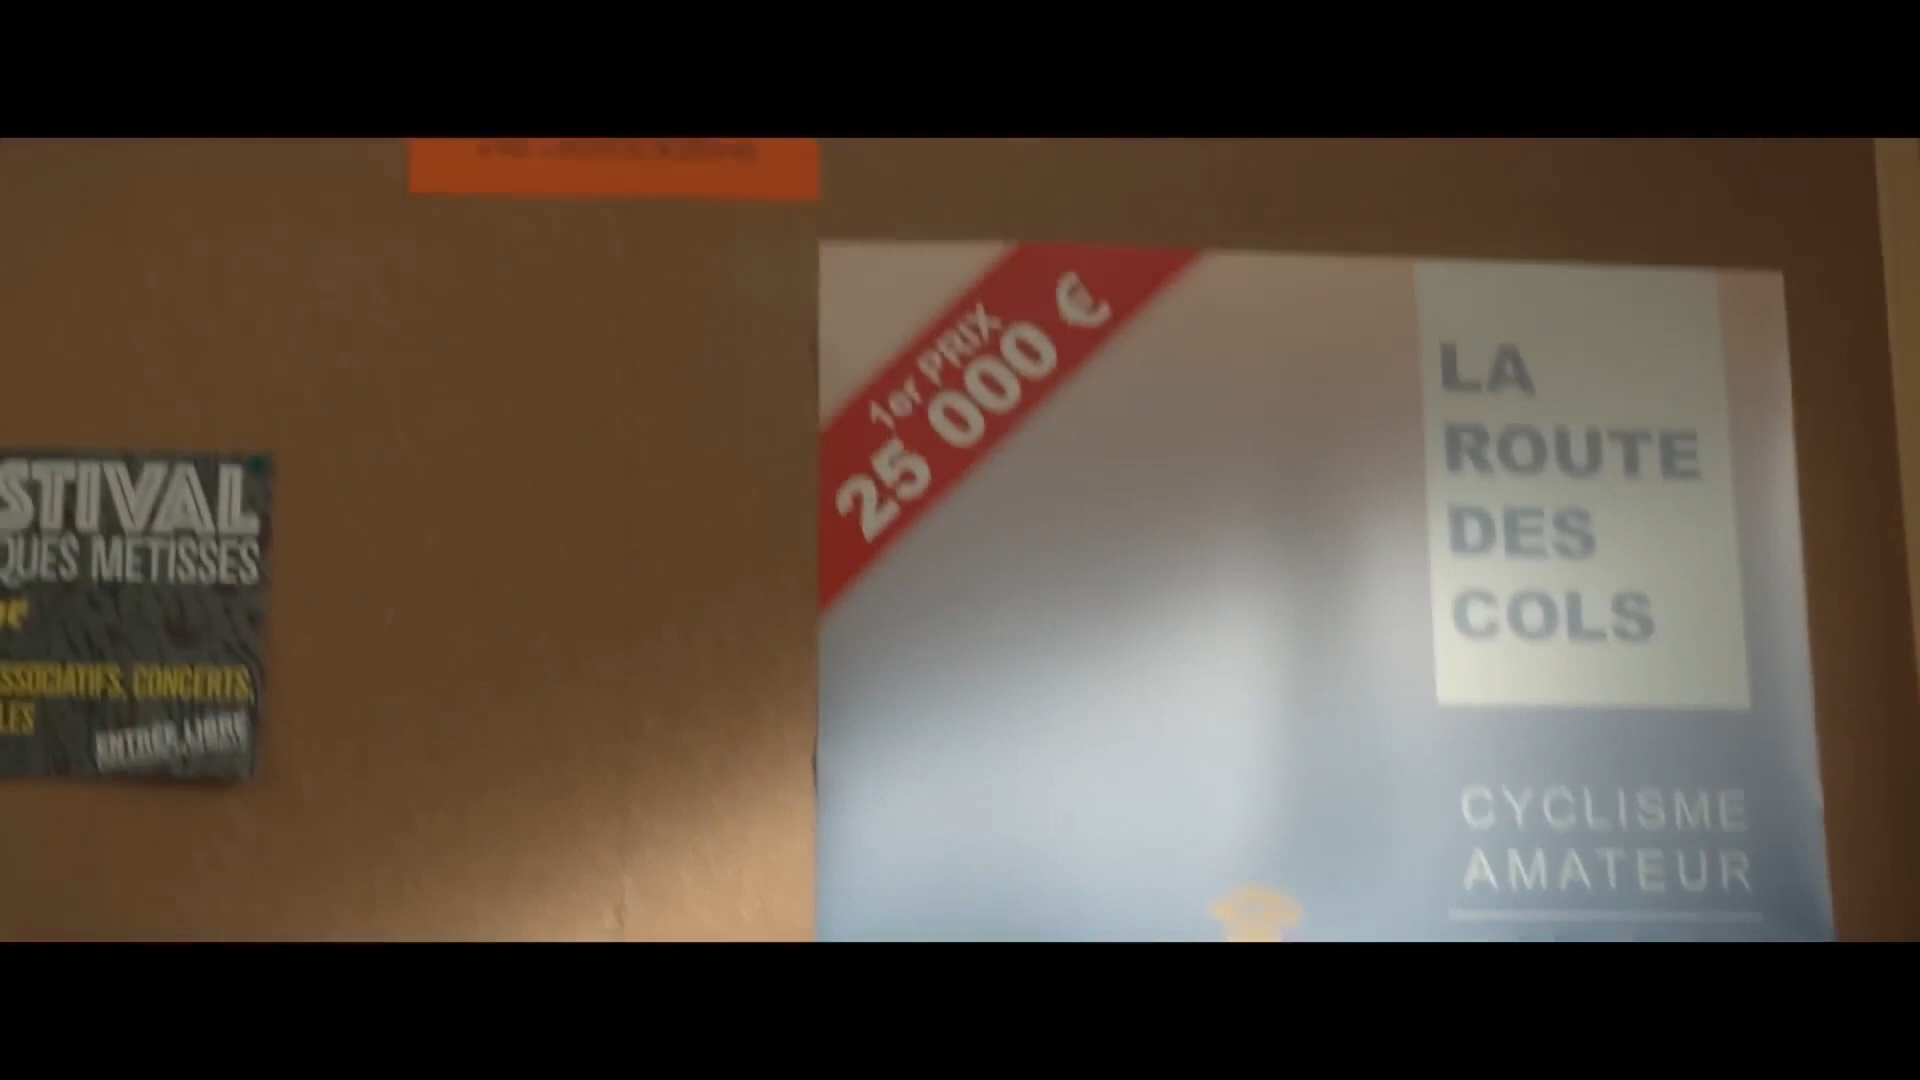 STIVAL
QUES METISSES
SSOCIATIFS, CONCERTS,
LES
ENTREE LIBRE
1er PRIX
25 000 €
LA
ROUTE
DES
COLS
CYCLISME
AMATEUR